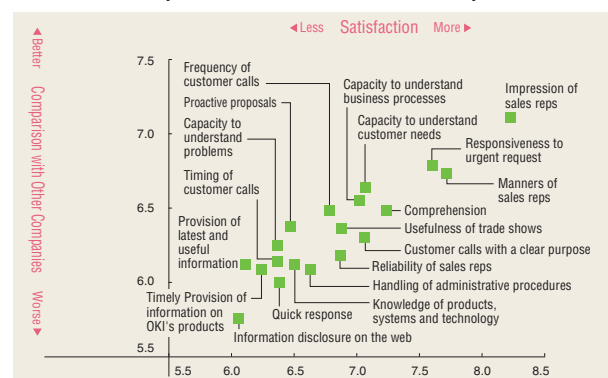 ◄Less Satisfaction More►
◄Better
Comparison with Other Companies
Worse►
7.5
7.0
6.5
6.0
5.5
Frequency of
customer calls
Proactive proposals
Capacity to
understand
problems
Timing of
customer calls
Provision of
latest and
useful
information
Timely Provision of
information on
OKI's products
Capacity to understand
business processes
Capacity to understand
customer needs
Impression of
sales reps
Responsiveness to
urgent request
Manners of
sales reps
Comprehension
Usefulness of trade shows
Customer calls with a clear purpose
Reliability of sales reps
Handling of administrative procedures
Knowledge of products,
systems and technology
Quick response
Information disclosure on the web
5.5 6.0 6.5 7.0 7.5 8.0 8.5